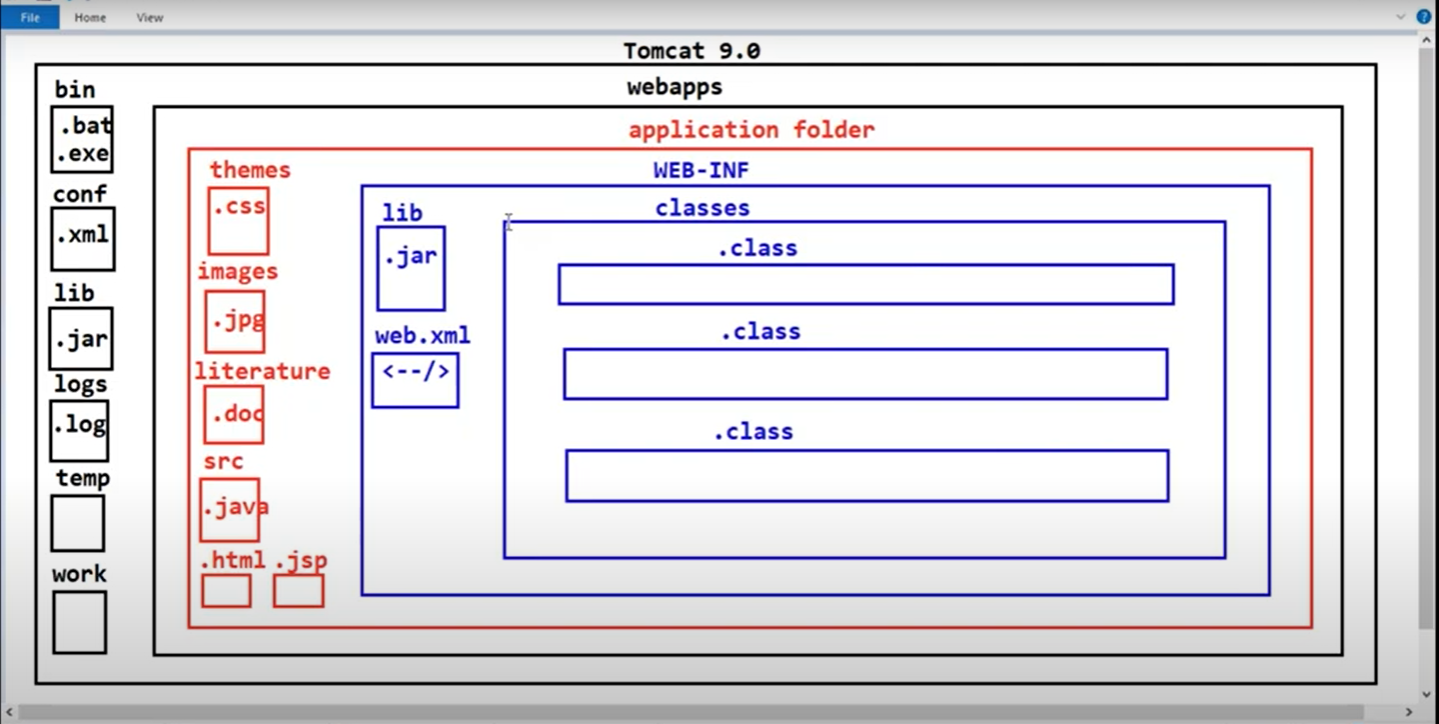 File Home View
Tomcat 9.0
webapps
bin
.bat
.exe
conf
.xml
lib
.jar
logs
.log
temp
work
application folder
themes
.css
images
.jpg
literature
.doc
src
.java
.html .jsp
WEB-INF
lib
.jar
web.xml
<--/>
classes
.class
.class
.class